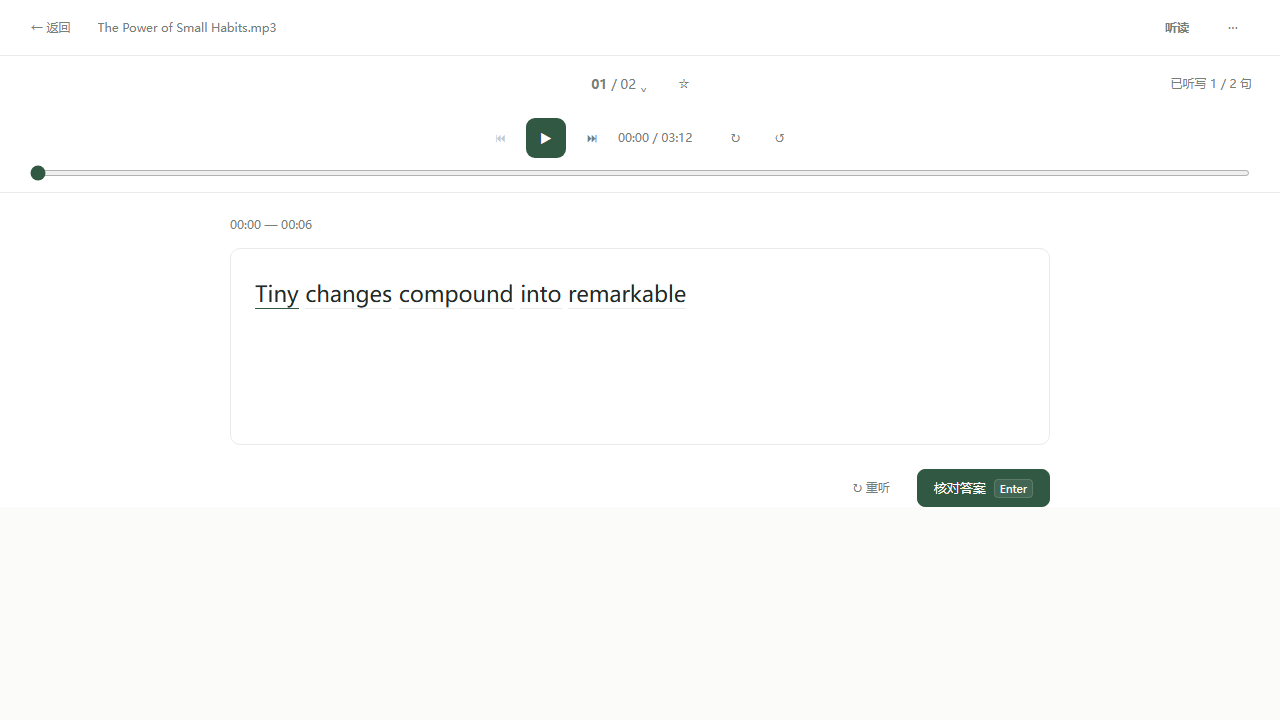 ← 返回 The Power of Small Habits.mp3 听读 ···
01 / 02 ⌄ ☆ 已听写 1 / 2 句
⏮ ▶ ⏭ 00:00 / 03:12 ↻ ↺
00:00 — 00:06
Tiny changes compound into remarkable
↻ 重听 核对答案 Enter